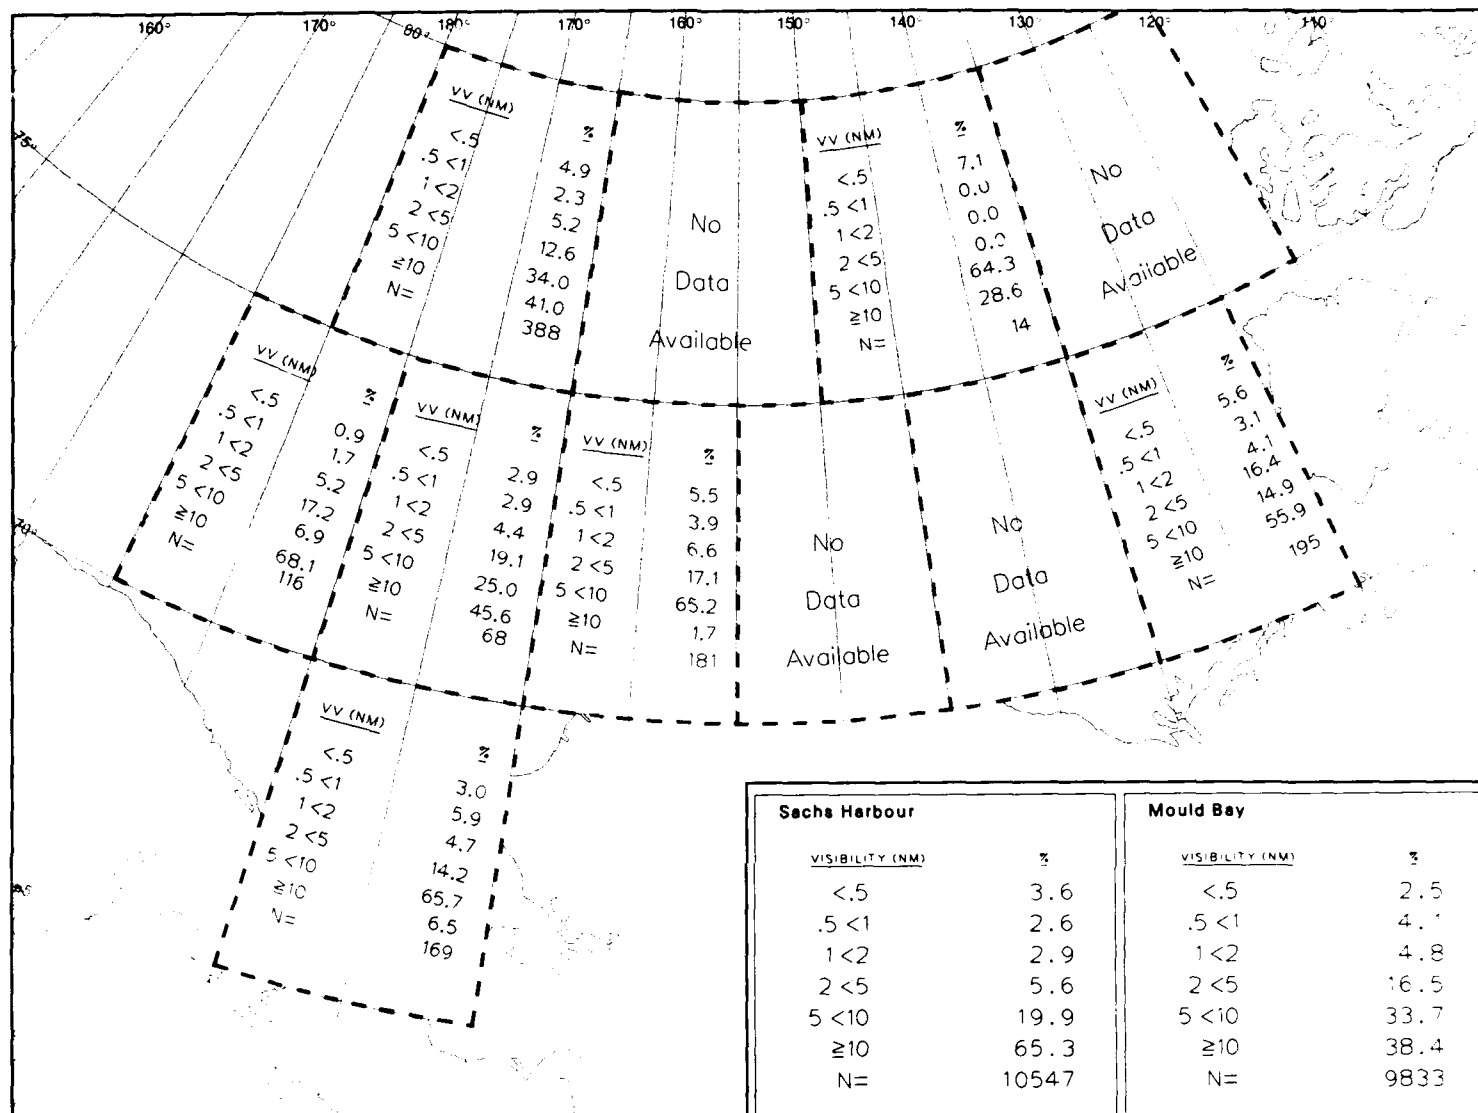 160° 170° 180° 170° 160° 150° 140° 130° 120° 110°
80°
75°
70°
VV (NM) %
<.5 4.9
.5 <1 2.3
1 <2 5.2
2 <5 12.6
5 <10 34.0
≥10 41.0
N= 388
No
Data
Available
VV (NM) %
<.5 7.1
.5 <1 0.0
1 <2 0.0
2 <5 0.0
5 <10 64.3
≥10 28.6
N= 14
No
Data
Available
VV (NM) %
<.5 0.9
.5 <1 1.7
1 <2 5.2
2 <5 17.2
5 <10 6.9
≥10 68.1
N= 116
VV (NM) %
<.5 2.9
.5 <1 2.9
1 <2 4.4
2 <5 19.1
5 <10 25.0
≥10 45.6
N= 68
VV (NM) %
<.5 5.5
.5 <1 3.9
1 <2 6.6
2 <5 17.1
5 <10 65.2
≥10 1.7
N= 181
No
Data
Available
No
Data
Available
VV (NM) %
<.5 5.6
.5 <1 3.1
1 <2 4.1
2 <5 16.4
5 <10 14.9
≥10 55.9
N= 195
VV (NM) %
<.5 3.0
.5 <1 5.9
1 <2 4.7
2 <5 14.2
5 <10 65.7
≥10 6.5
N= 169
Sachs Harbour
VISIBILITY (NM) %
<.5 3.6
.5 <1 2.6
1 <2 2.9
2 <5 5.6
5 <10 19.9
≥10 65.3
N= 10547
Mould Bay
VISIBILITY (NM) %
<.5 2.5
.5 <1 4.1
1 <2 4.8
2 <5 16.5
5 <10 33.7
≥10 38.4
N= 9833